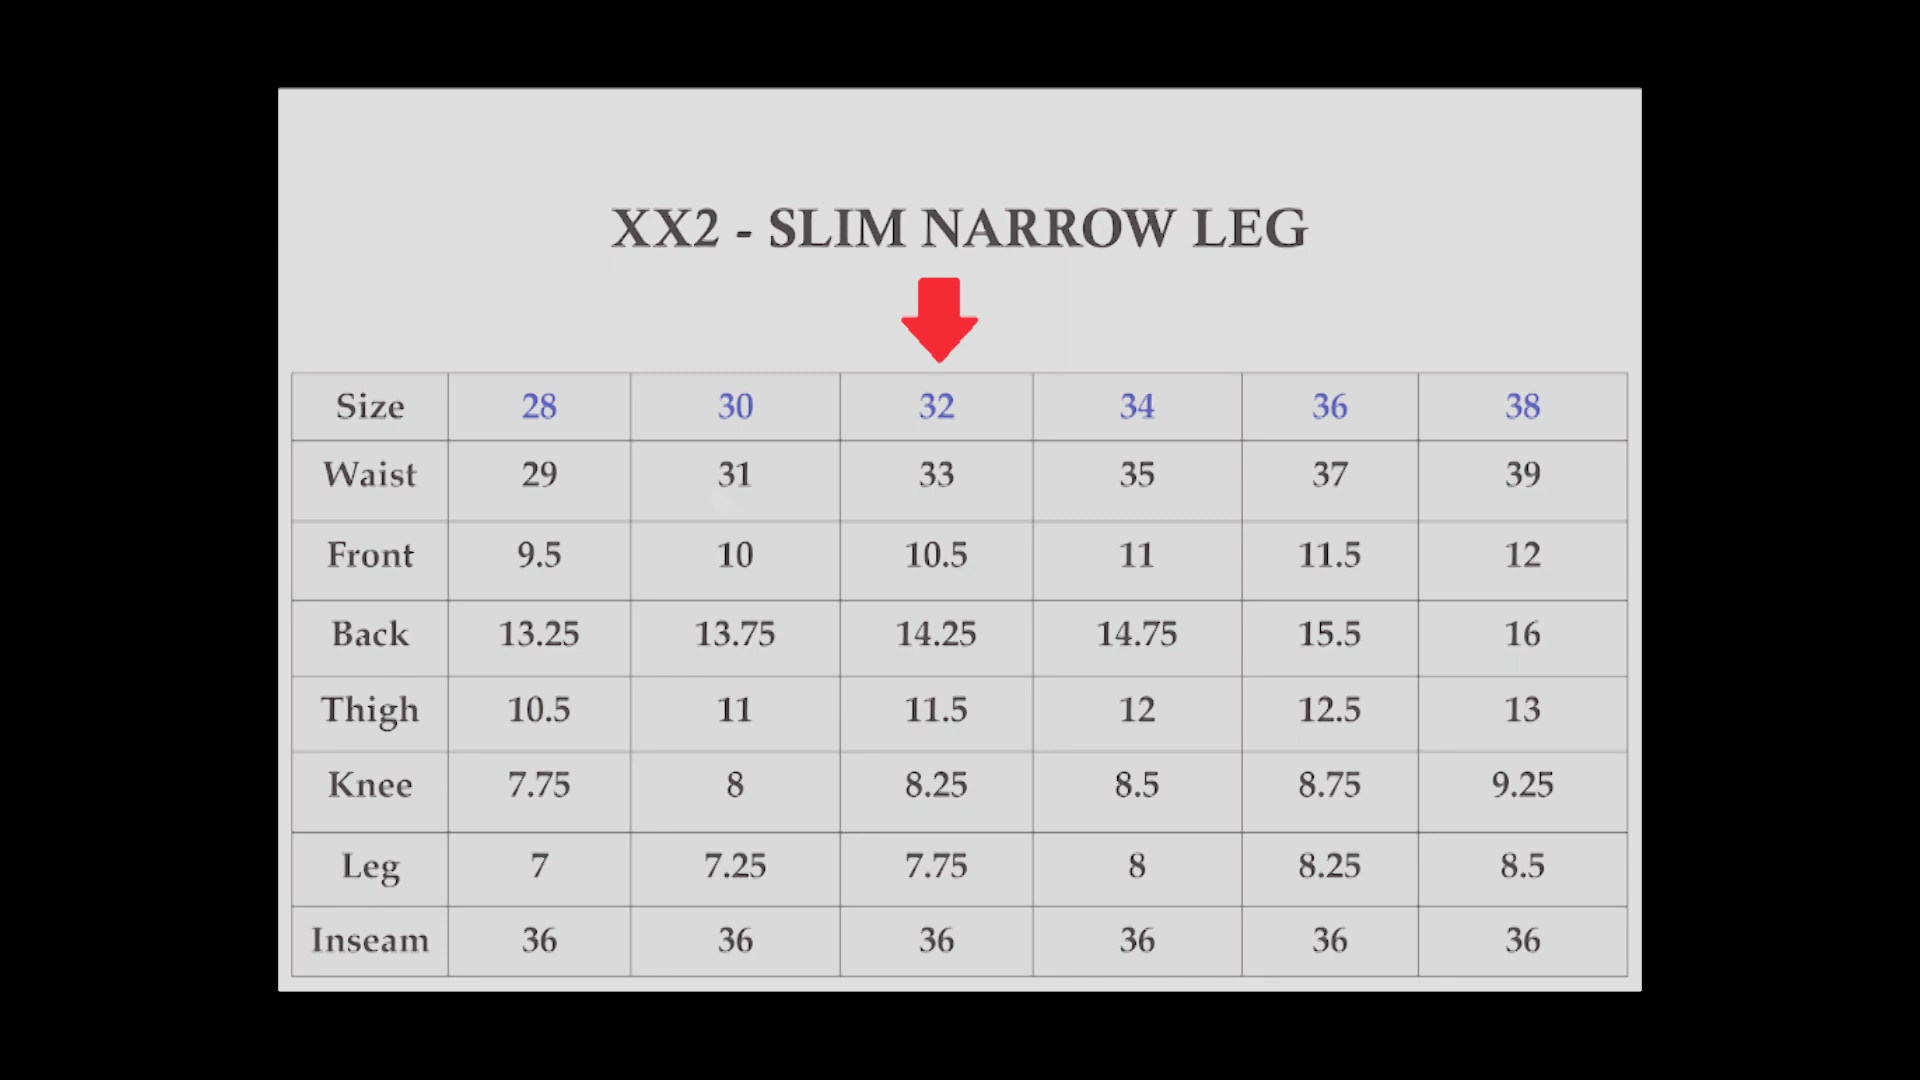 XX2 - SLIM NARROW LEG
Size 28 30 32 34 36 38
Waist 29 31 33 35 37 39
Front 9.5 10 10.5 11 11.5 12
Back 13.25 13.75 14.25 14.75 15.5 16
Thigh 10.5 11 11.5 12 12.5 13
Knee 7.75 8 8.25 8.5 8.75 9.25
Leg 7 7.25 7.75 8 8.25 8.5
Inseam 36 36 36 36 36 36